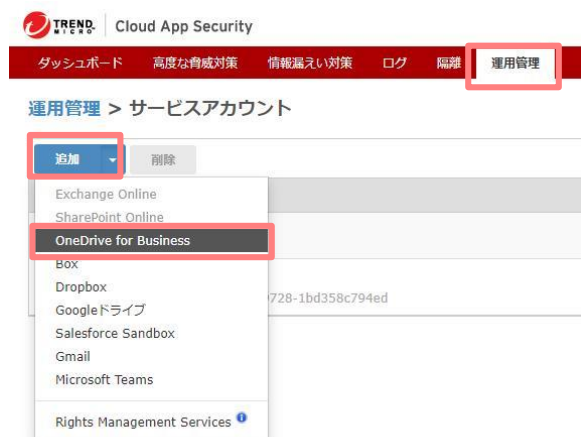 TREND MICRO Cloud App Security
ダッシュボード 高度な脅威対策 情報漏えい対策 ログ 隔離 運用管理
運用管理 > サービスアカウント
追加 削除
Exchange Online
SharePoint Online
OneDrive for Business
Box
Dropbox
728-1bd358c794ed
Googleドライブ
Salesforce Sandbox
Gmail
Microsoft Teams
Rights Management Services